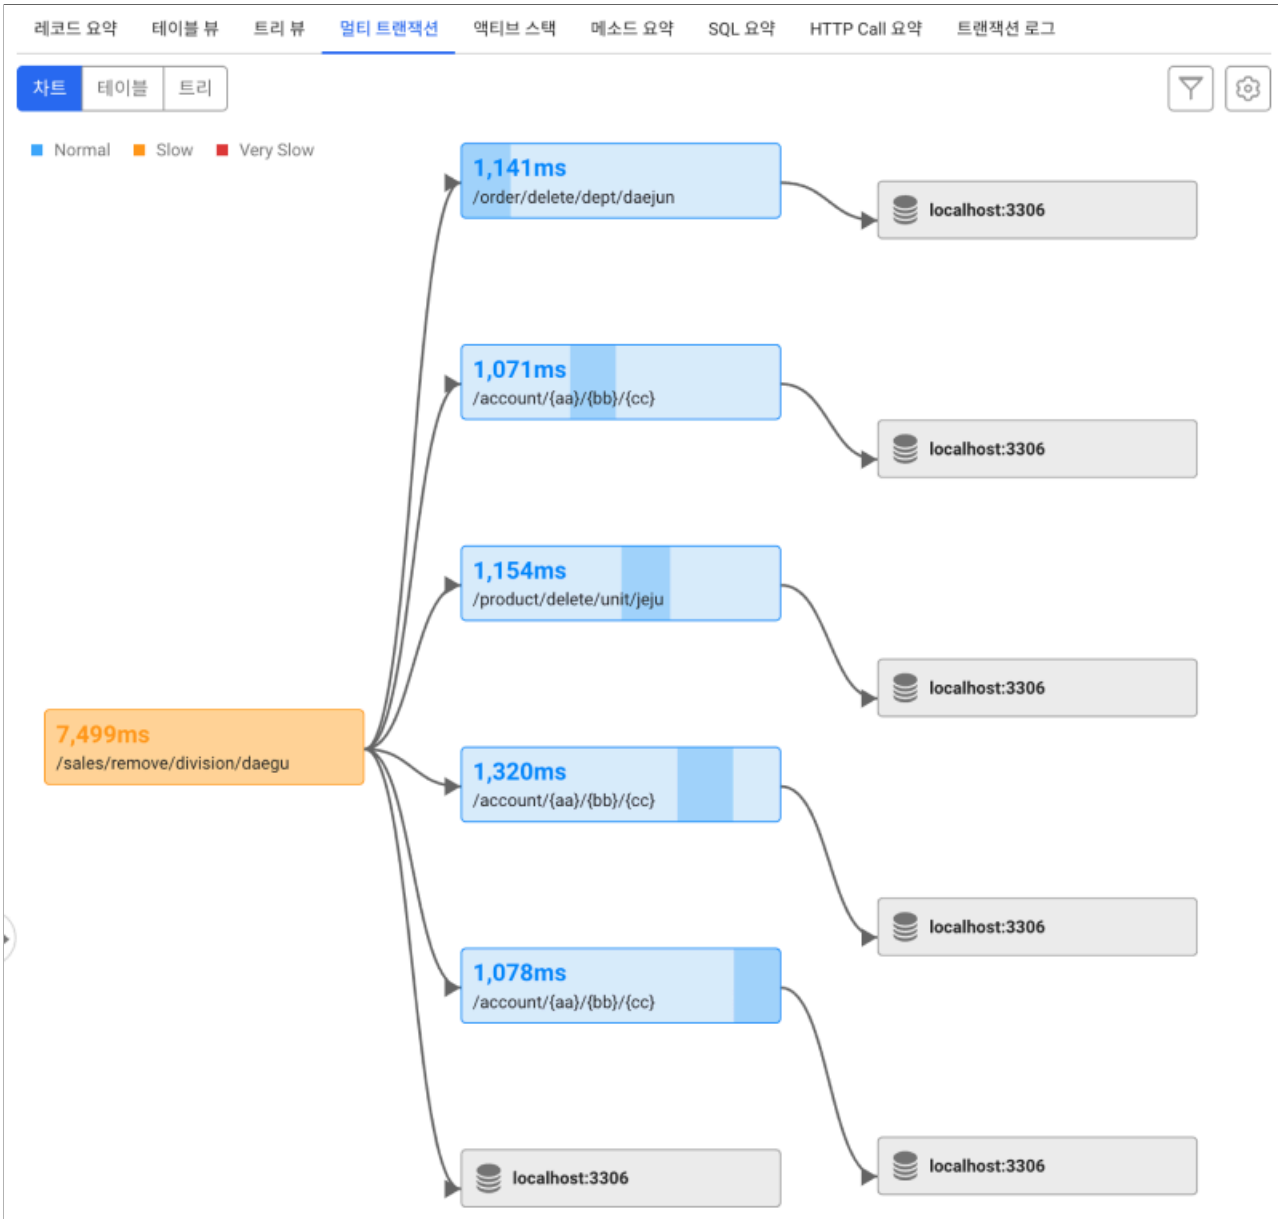 레코드 요약 테이블 뷰 트리 뷰 멀티 트랜잭션 액티브 스택 메소드 요약 SQL 요약 HTTP Call 요약 트랜잭션 로그
차트 테이블 트리
Normal Slow Very Slow
1,141ms
/order/delete/dept/daejun
localhost:3306
1,071ms
/account/{aa}/{bb}/{cc}
localhost:3306
1,154ms
/product/delete/unit/jeju
localhost:3306
7,499ms
/sales/remove/division/daegu
1,320ms
/account/{aa}/{bb}/{cc}
localhost:3306
1,078ms
/account/{aa}/{bb}/{cc}
localhost:3306
localhost:3306